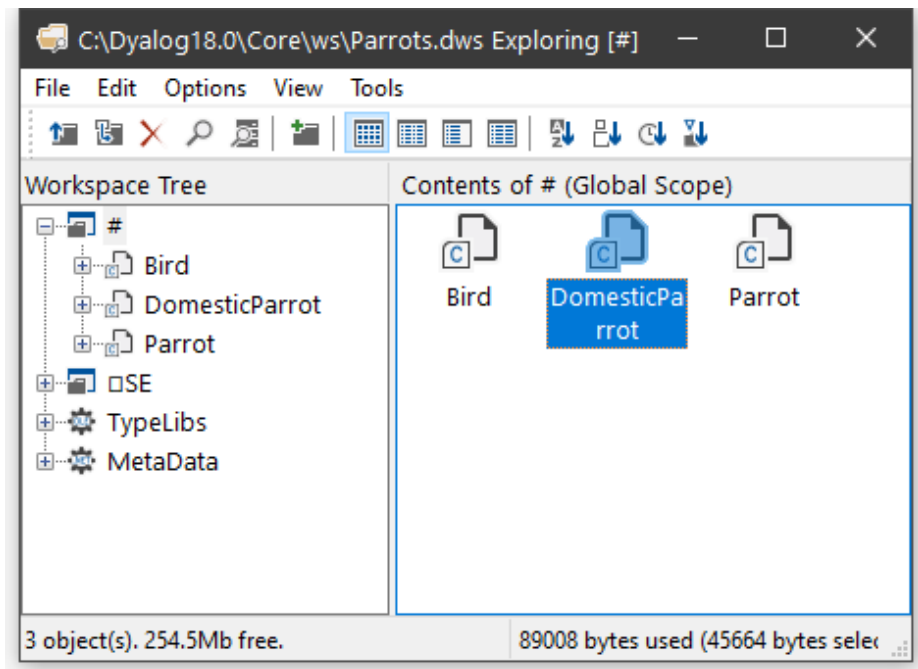 C:\Dyalog18.0\Core\ws\Parrots.dws Exploring [#]
File Edit Options View Tools
Workspace Tree
Contents of # (Global Scope)
#
Bird
DomesticParrot
Parrot
⎕SE
TypeLibs
MetaData
Bird
DomesticPa
rrot
Parrot
3 object(s). 254.5Mb free.
89008 bytes used (45664 bytes selec